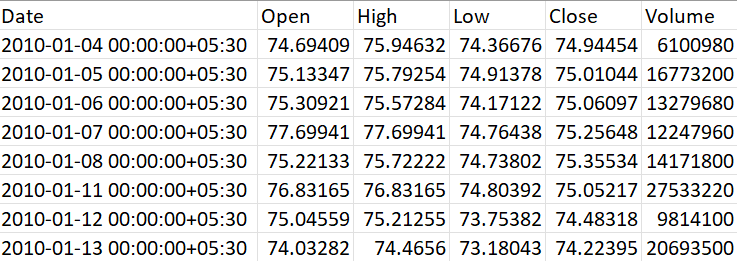 Date Open High Low Close Volume
2010-01-04 00:00:00+05:30 74.69409 75.94632 74.36676 74.94454 6100980
2010-01-05 00:00:00+05:30 75.13347 75.79254 74.91378 75.01044 16773200
2010-01-06 00:00:00+05:30 75.30921 75.57284 74.17122 75.06097 13279680
2010-01-07 00:00:00+05:30 77.69941 77.69941 74.76438 75.25648 12247960
2010-01-08 00:00:00+05:30 75.22133 75.72222 74.73802 75.35534 14171800
2010-01-11 00:00:00+05:30 76.83165 76.83165 74.80392 75.05217 27533220
2010-01-12 00:00:00+05:30 75.04559 75.21255 73.75382 74.48318 9814100
2010-01-13 00:00:00+05:30 74.03282 74.4656 73.18043 74.22395 20693500